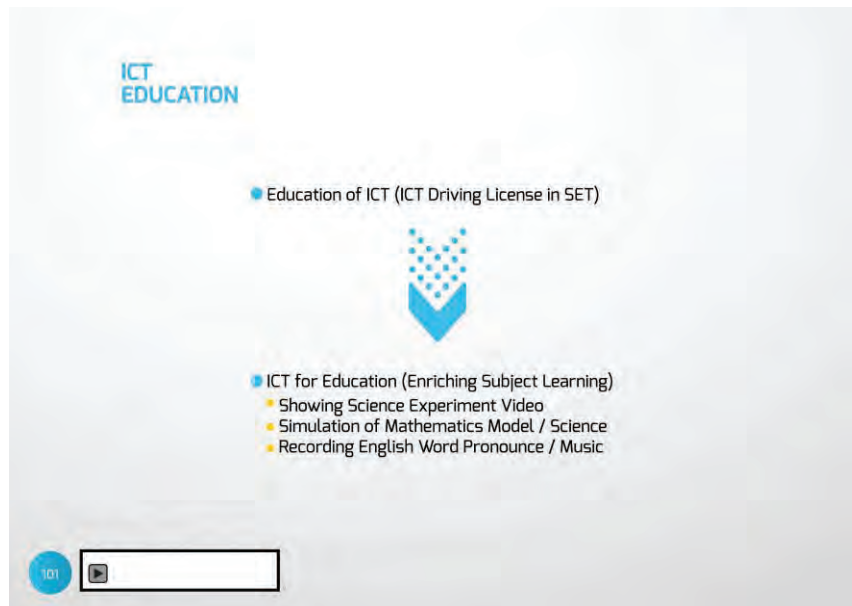 ICT
EDUCATION
Education of ICT (ICT Driving License in SET)
ICT for Education (Enriching Subject Learning)
Showing Science Experiment Video
Simulation of Mathematics Model / Science
Recording English Word Pronounce / Music
101